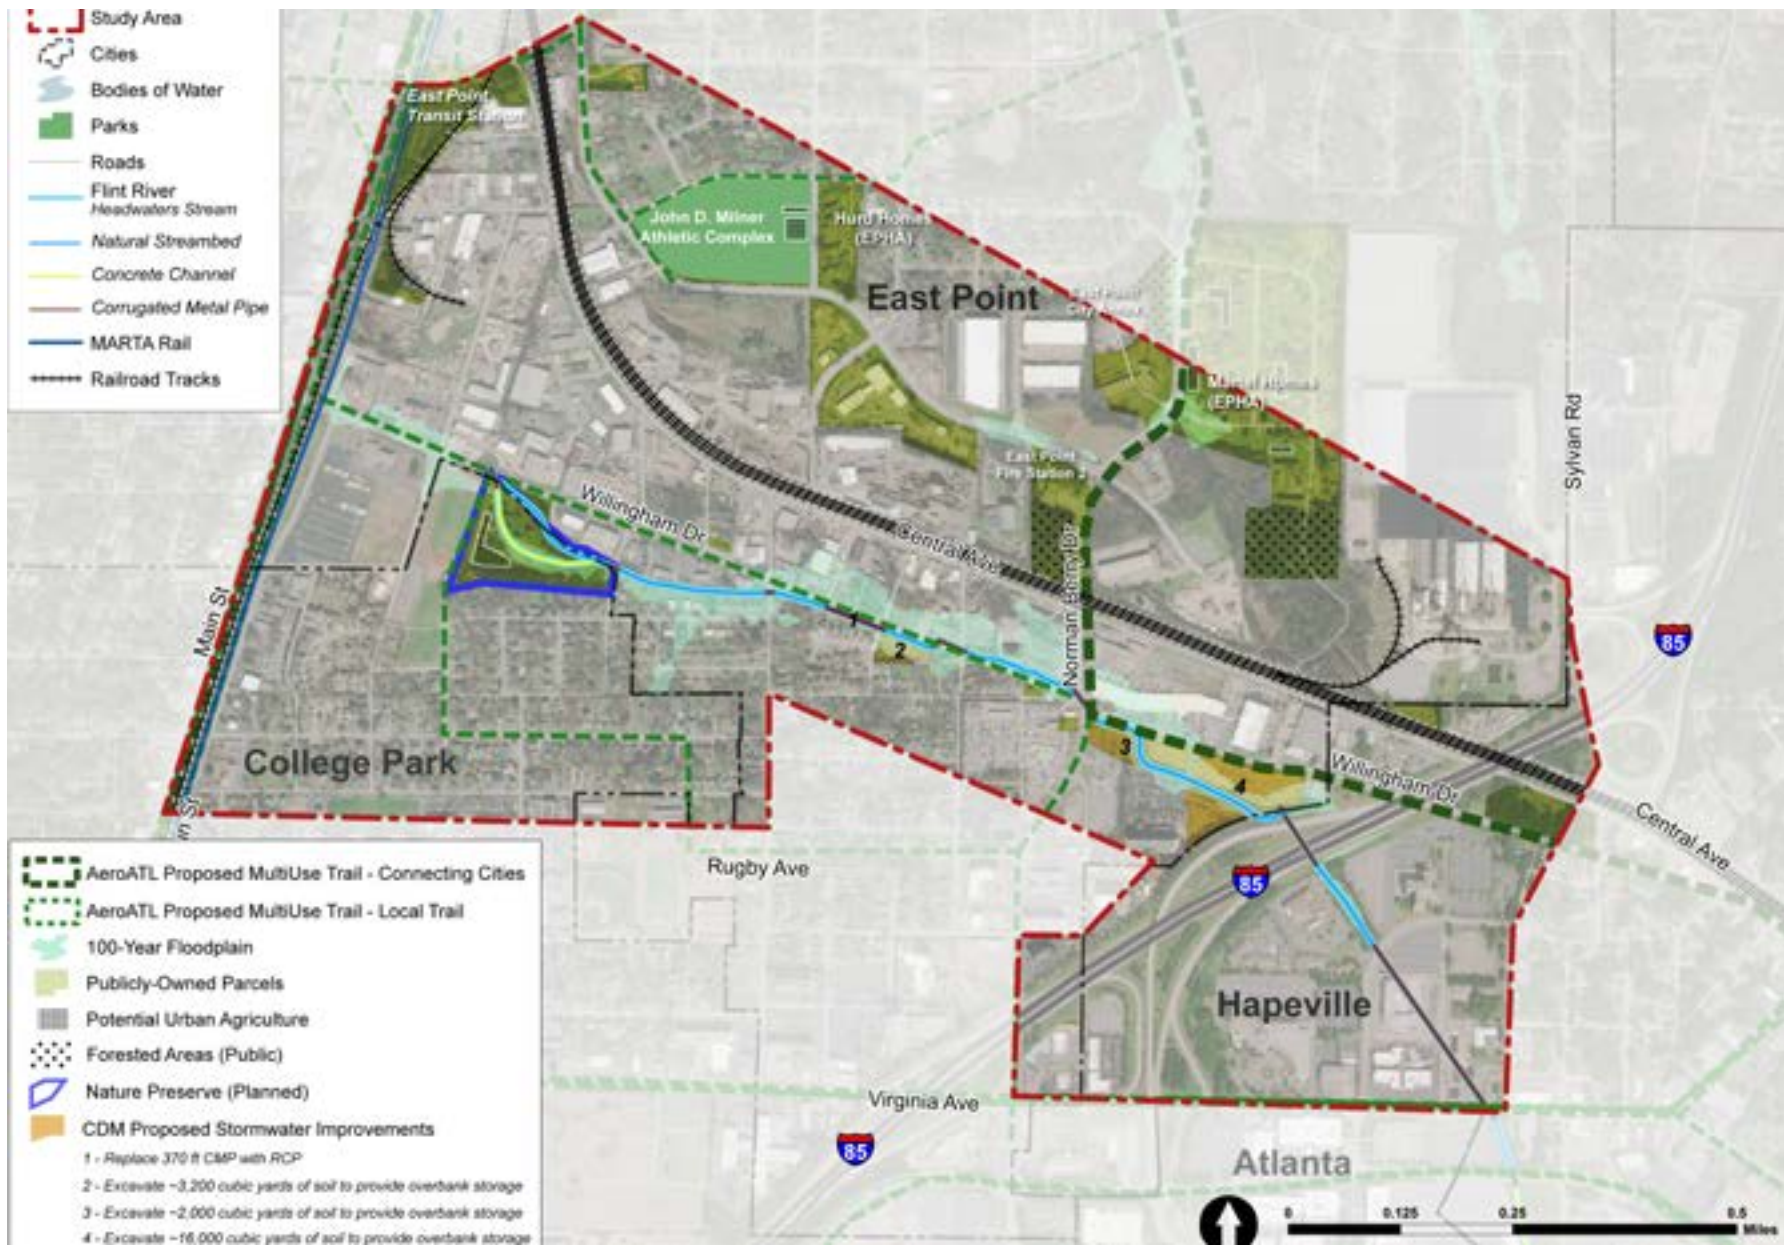 Study Area
Cities
Bodies of Water
Parks
Roads
Flint River
Headwaters Stream
Natural Streambed
Concrete Channel
Corrugated Metal Pipe
MARTA Rail
Railroad Tracks
East Point
Transit Station
John D. Milner
Athletic Complex
Hurd Homes
(EPHA)
East Point
East Point
Martel Homes
(EPHA)
East Point
Fire Station 2
Sylvan Rd
Willingham Dr
Central Ave
Norman Berry Dr
Main St
85
1
2
3
4
College Park
Willingham Dr
Central Ave
in St
Rugby Ave
85
Hapeville
Virginia Ave
85
Atlanta
AeroATL Proposed MultiUse Trail - Connecting Cities
AeroATL Proposed MultiUse Trail - Local Trail
100-Year Floodplain
Publicly-Owned Parcels
Potential Urban Agriculture
Forested Areas (Public)
Nature Preserve (Planned)
CDM Proposed Stormwater Improvements
1 - Replace 370 ft CMP with RCP
2 - Excavate ~3,200 cubic yards of soil to provide overbank storage
3 - Excavate ~2,000 cubic yards of soil to provide overbank storage
4 - Excavate ~16,000 cubic yards of soil to provide overbank storage
0 0.125 0.25 0.5
Miles